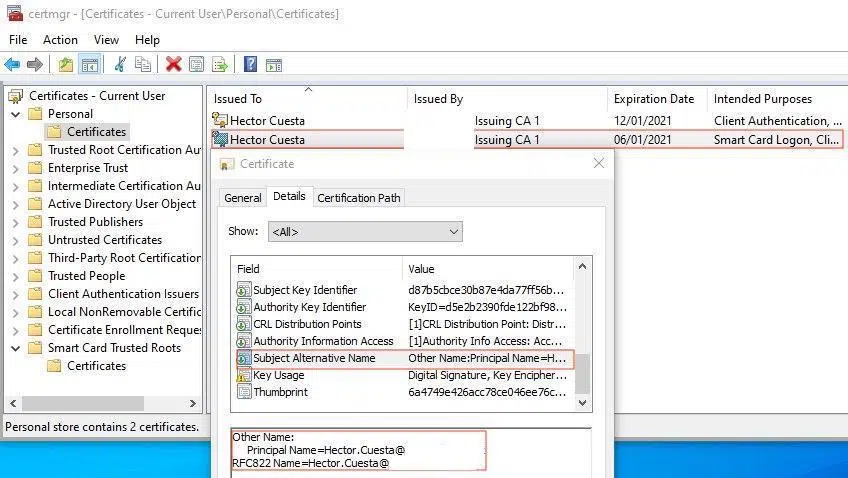 certmgr - [Certificates - Current User\Personal\Certificates]
File Action View Help
Certificates - Current User
Personal
Certificates
Trusted Root Certification Au
Enterprise Trust
Intermediate Certification Au
Active Directory User Object
Trusted Publishers
Untrusted Certificates
Third-Party Root Certification
Trusted People
Client Authentication Issuers
Local NonRemovable Certific
Certificate Enrollment Reque
Smart Card Trusted Roots
Certificates
Personal store contains 2 certificates.
Issued To Issued By Expiration Date Intended Purposes
Hector Cuesta Issuing CA 1 12/01/2021 Client Authentication, ...
Hector Cuesta Issuing CA 1 06/01/2021 Smart Card Logon, Cli...
Certificate
General Details Certification Path
Show: <All>
Field Value
Subject Key Identifier d87b5cbce30b87e4da77ff56b...
Authority Key Identifier KeyID=d5e2b2390fde122bf98...
CRL Distribution Points [1]CRL Distribution Point: Distr...
Authority Information Access [1]Authority Info Access: Acc...
Subject Alternative Name Other Name:Principal Name=H...
Key Usage Digital Signature, Key Encipher...
Thumbprint 6a4749e426acc78ce046ee76c...
Other Name:
Principal Name=Hector.Cuesta@
RFC822 Name=Hector.Cuesta@